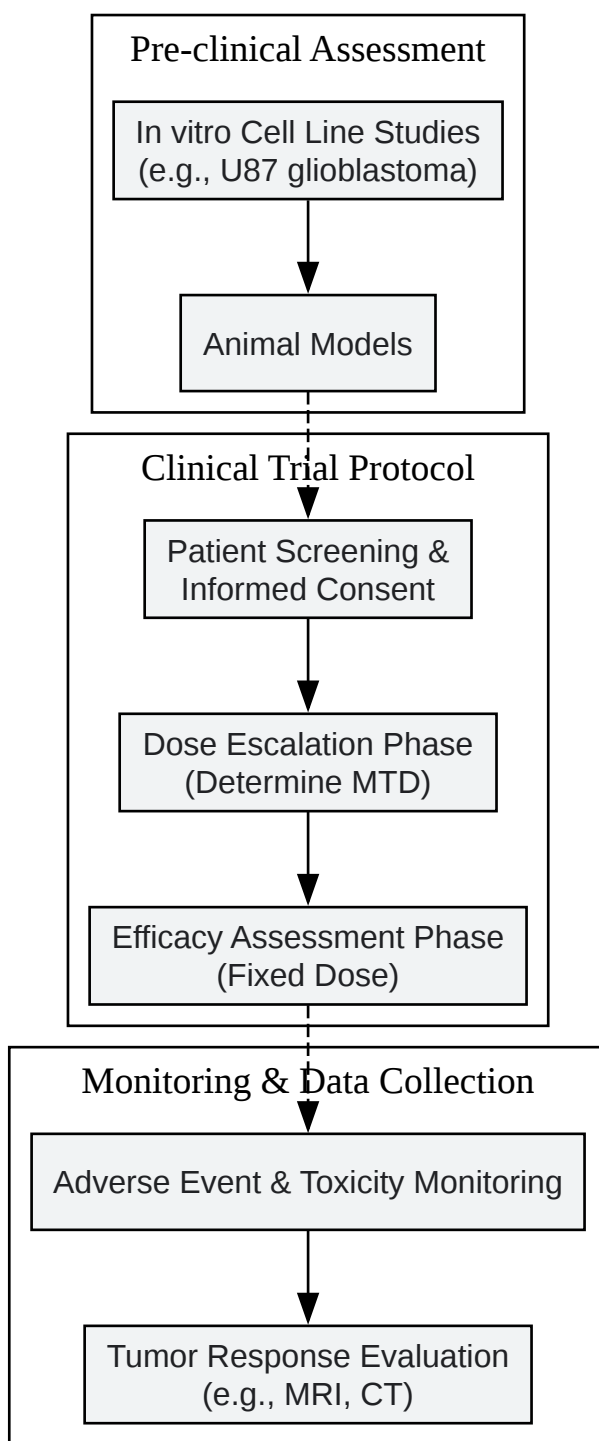 Pre-clinical Assessment
In vitro Cell Line Studies
(e.g., U87 glioblastoma)
Animal Models
Clinical Trial Protocol
Patient Screening &
Informed Consent
Dose Escalation Phase
(Determine MTD)
Efficacy Assessment Phase
(Fixed Dose)
Monitoring & Data Collection
Adverse Event & Toxicity Monitoring
Tumor Response Evaluation
(e.g., MRI, CT)